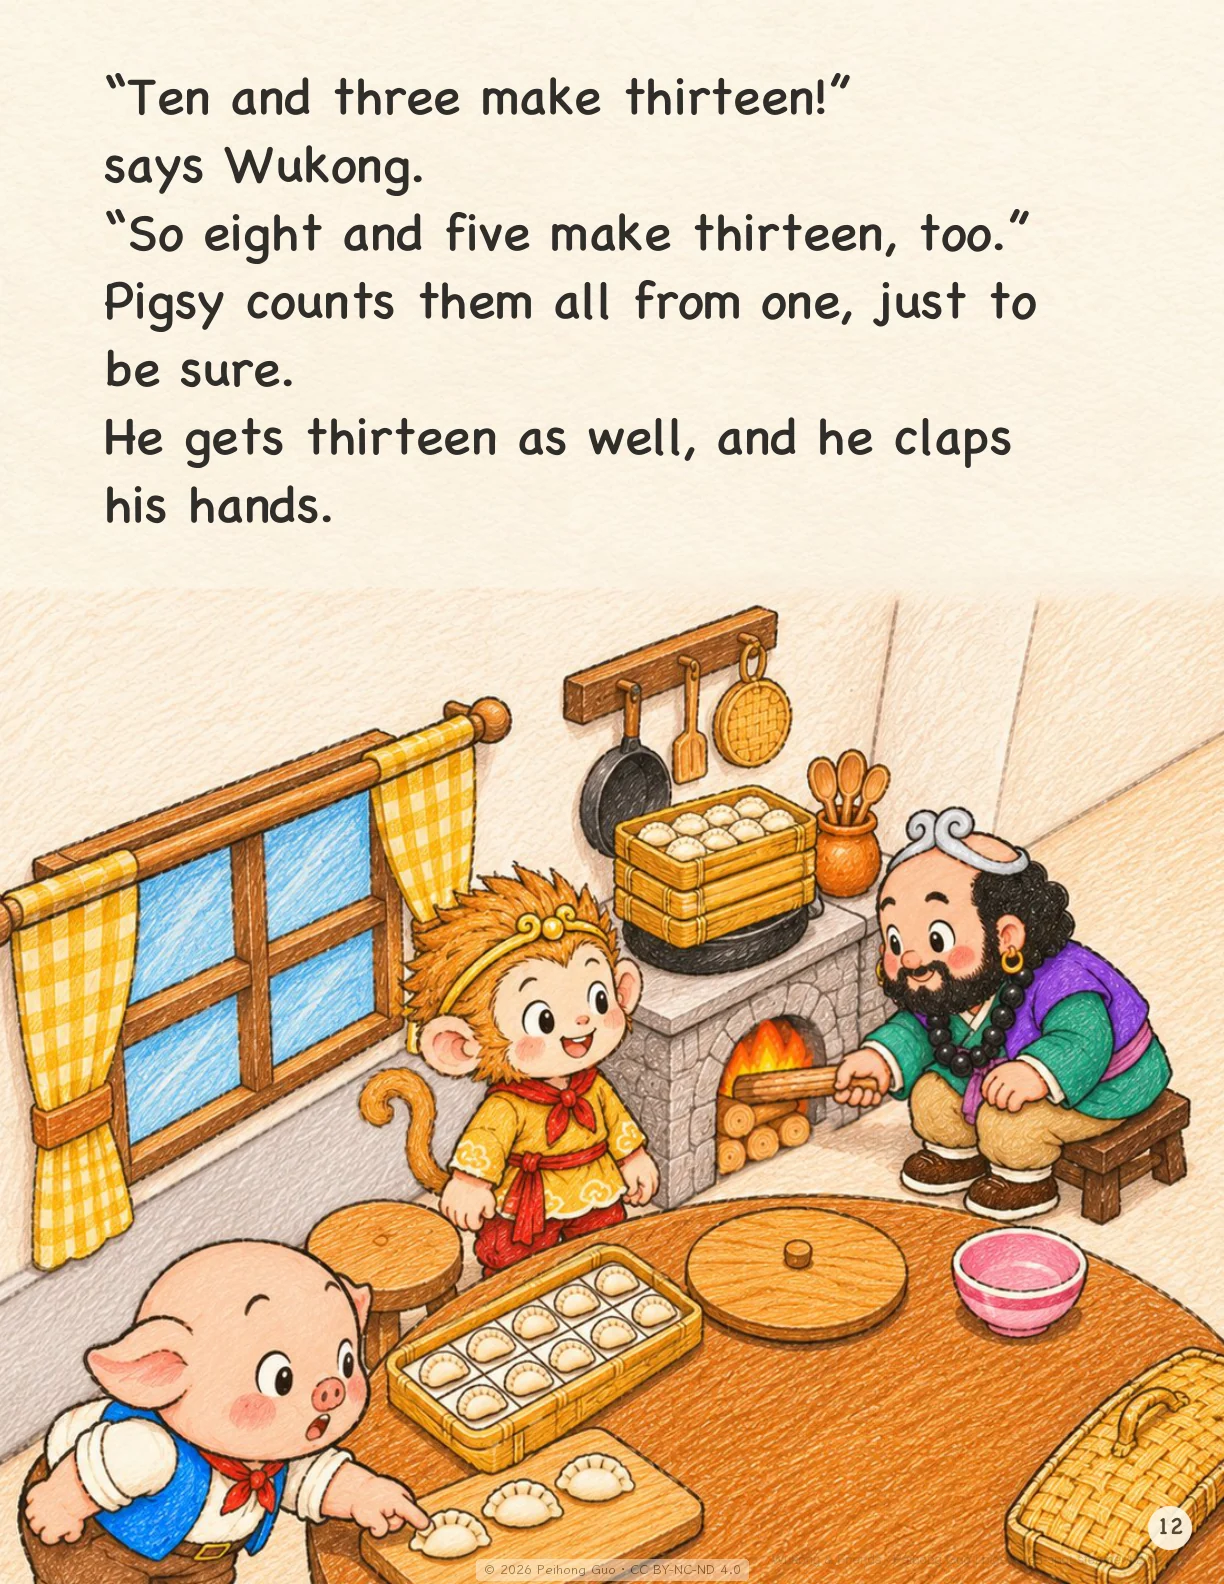 “Ten and three make thirteen!”
says Wukong.
“So eight and five make thirteen, too.”
Pigsy counts them all from one, just to
be sure.
He gets thirteen as well, and he claps
his hands.
12
© 2026 Peihong Guo · CC BY-NC-ND 4.0